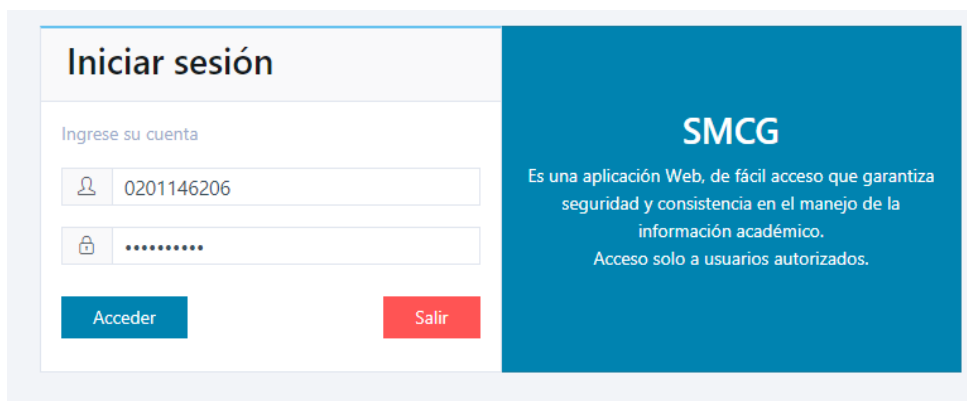 Iniciar sesión
Ingrese su cuenta
0201146206
••••••••••
Acceder
Salir
SMCG
Es una aplicación Web, de fácil acceso que garantiza
seguridad y consistencia en el manejo de la
información académico.
Acceso solo a usuarios autorizados.